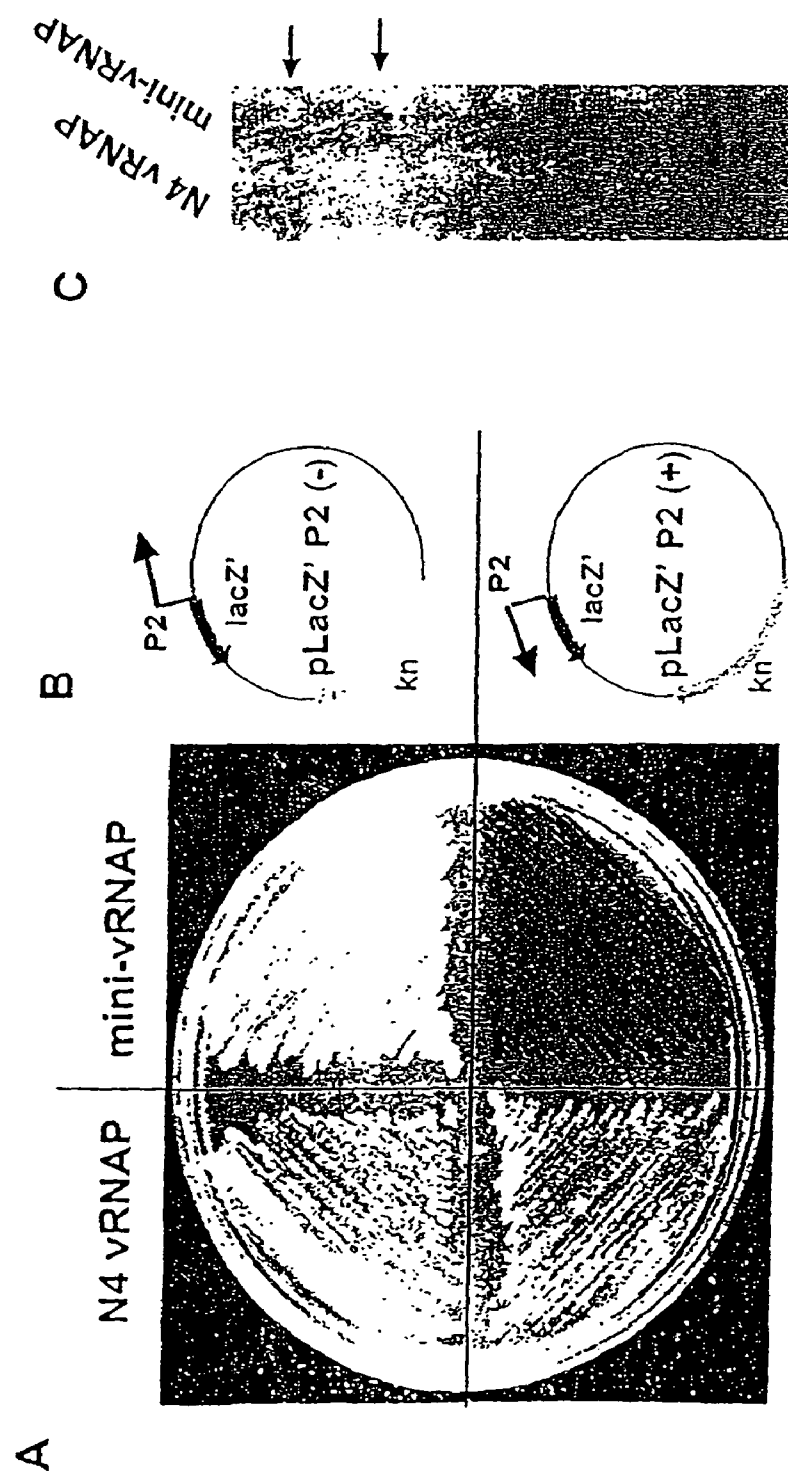 A
N4 vRNAP
mini-vRNAP
B
P2
lacZ'
pLacZ' P2 (-)
kn
P2
lacZ'
pLacZ' P2 (+)
kn
C
N4 vRNAP
mini-vRNAP